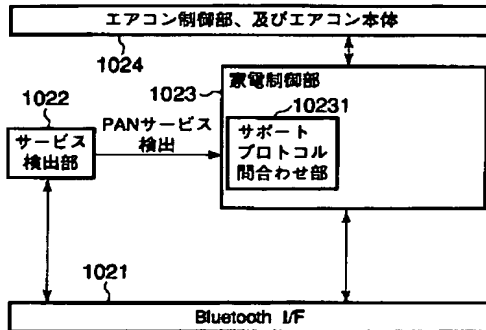 エアコン制御部、及びエアコン本体
1024
1023
家電制御部
1022
10231
PANサービス
検出
サービス
検出部
サポート
プロトコル
問合わせ部
1021
Bluetooth I/F